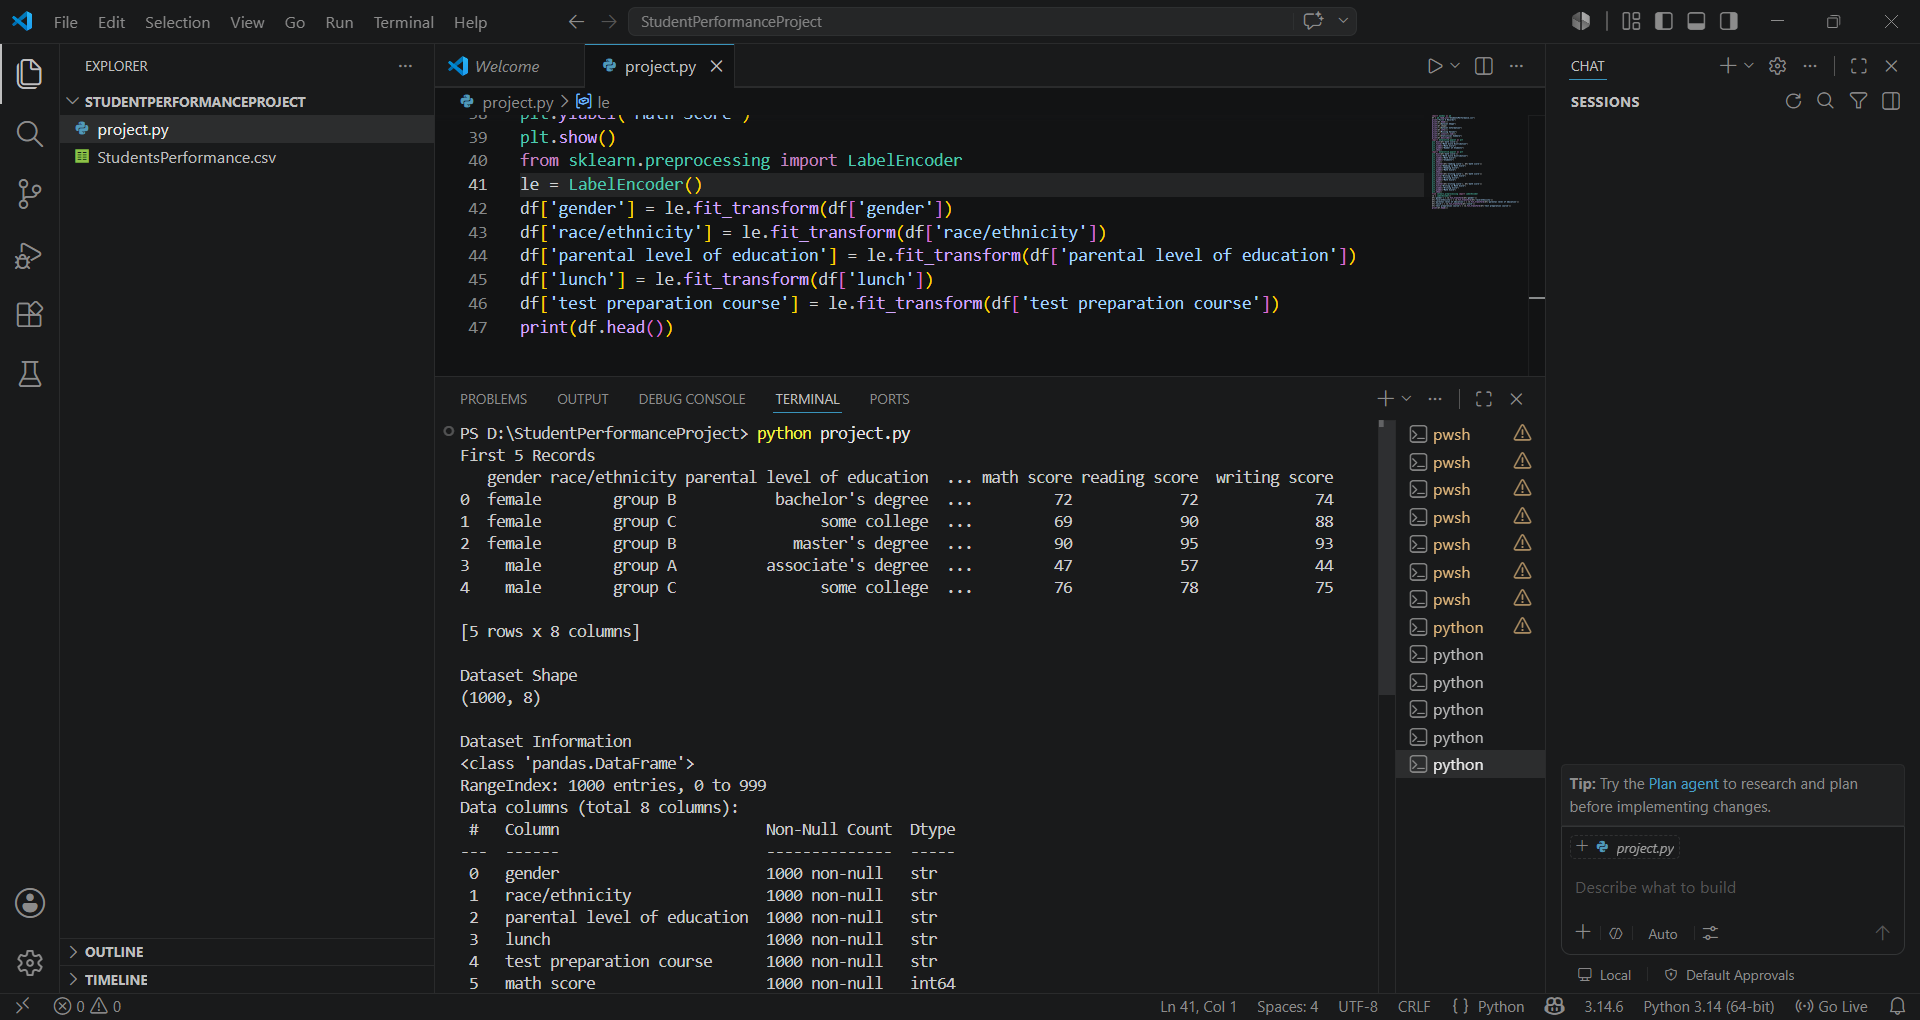 File Edit Selection View Go Run Terminal Help
StudentPerformanceProject
EXPLORER
STUDENTPERFORMANCEPROJECT
project.py
StudentsPerformance.csv
OUTLINE
TIMELINE
Welcome
project.py
project.py > le
38 plt.ylabel("Math Score")
39 plt.show()
40 from sklearn.preprocessing import LabelEncoder
41 le = LabelEncoder()
42 df['gender'] = le.fit_transform(df['gender'])
43 df['race/ethnicity'] = le.fit_transform(df['race/ethnicity'])
44 df['parental level of education'] = le.fit_transform(df['parental level of education'])
45 df['lunch'] = le.fit_transform(df['lunch'])
46 df['test preparation course'] = le.fit_transform(df['test preparation course'])
47 print(df.head())
PROBLEMS OUTPUT DEBUG CONSOLE TERMINAL PORTS
PS D:\StudentPerformanceProject> python project.py
First 5 Records
gender race/ethnicity parental level of education ... math score reading score writing score
0 female group B bachelor's degree ... 72 72 74
1 female group C some college ... 69 90 88
2 female group B master's degree ... 90 95 93
3 male group A associate's degree ... 47 57 44
4 male group C some college ... 76 78 75
[5 rows x 8 columns]
Dataset Shape
(1000, 8)
Dataset Information
<class 'pandas.DataFrame'>
RangeIndex: 1000 entries, 0 to 999
Data columns (total 8 columns):
# Column Non-Null Count Dtype
--- ------ -------------- -----
0 gender 1000 non-null str
1 race/ethnicity 1000 non-null str
2 parental level of education 1000 non-null str
3 lunch 1000 non-null str
4 test preparation course 1000 non-null str
5 math score 1000 non-null int64
pwsh
pwsh
pwsh
pwsh
pwsh
pwsh
pwsh
python
python
python
python
python
python
CHAT
SESSIONS
Tip: Try the Plan agent to research and plan
before implementing changes.
project.py
Describe what to build
Auto
Local Default Approvals
0 0
Ln 41, Col 1 Spaces: 4 UTF-8 CRLF { } Python 3.14.6 Python 3.14 (64-bit) Go Live